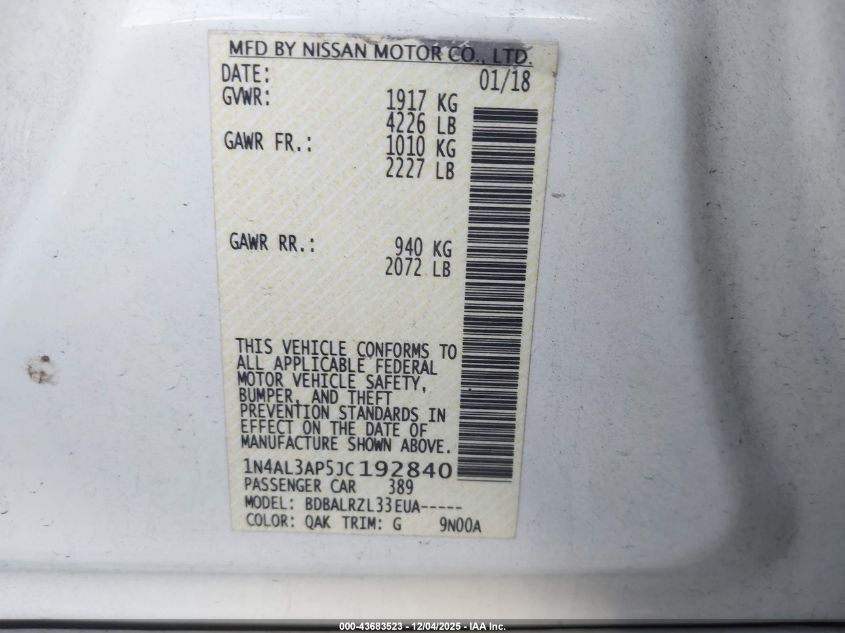 MFD BY NISSAN MOTOR CO., LTD.
DATE: 01/18
GVWR: 1917 KG
4226 LB
GAWR FR.: 1010 KG
2227 LB
GAWR RR.: 940 KG
2072 LB
THIS VEHICLE CONFORMS TO
ALL APPLICABLE FEDERAL
MOTOR VEHICLE SAFETY,
BUMPER, AND THEFT
PREVENTION STANDARDS IN
EFFECT ON THE DATE OF
MANUFACTURE SHOWN ABOVE.
1N4AL3AP5JC192840
PASSENGER CAR 389
MODEL: BDBALRZL33EUA-----
COLOR: QAK TRIM: G 9N00A
000-43683523 - 12/04/2025 - IAA Inc.